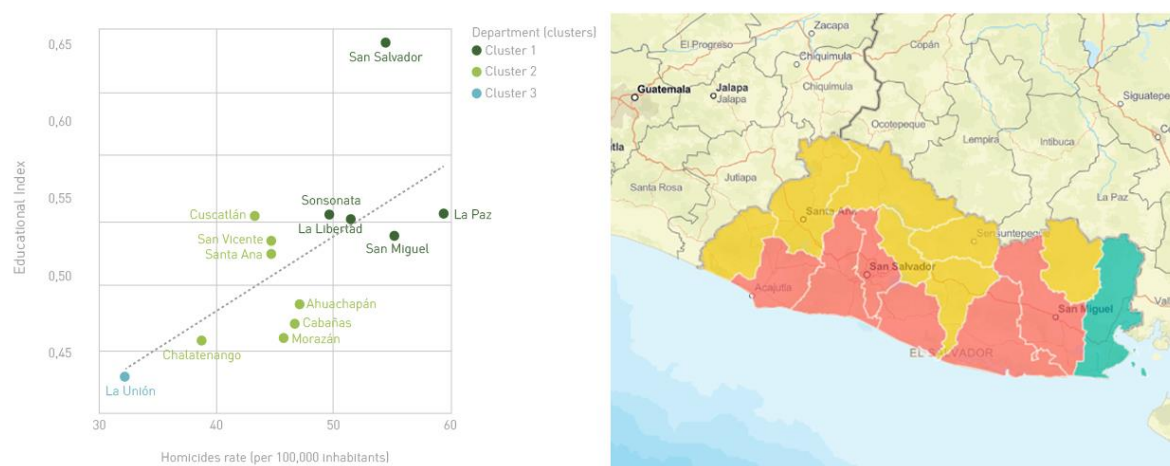 Department (clusters)
Cluster 1
Cluster 2
Cluster 3
Educational Index
0,65
0,60
0,55
0,50
0,45
San Salvador
Sonsonata
La Paz
Cuscatlán
La Libertad
San Vicente
San Miguel
Santa Ana
Ahuachapán
Cabañas
Morazán
Chalatenango
La Unión
30
40
50
60
Homicides rate (per 100,000 inhabitants)
Zacapa
El Progreso
Copán
Chiquimula
Guatemala
Jalapa
Jalapa
Chiquimula
Siguatepe
Ocotepeque
Lempira
Intibuca
Jutiapa
Santa Rosa
La Paz
Santa Ana
Sensuntepeque
San Salvador
Acajutla
San Miguel
EL SALVADOR